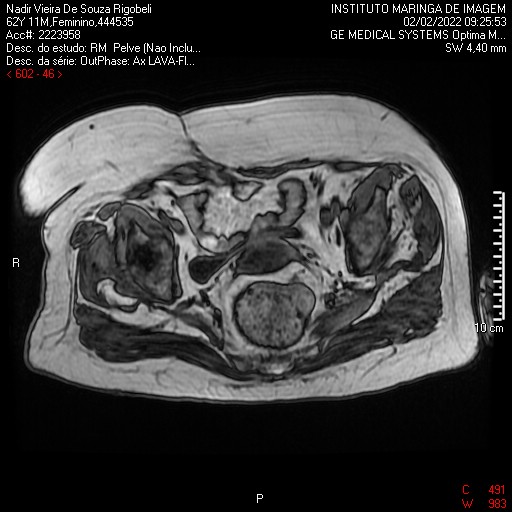 Nadir Vieira De Souza Rigobeli
62Y 11M,Feminino,444535
Acc#: 2223958
Desc. do estudo: RM Pelve (Nao Inclu...
Desc. da série: OutPhase: Ax LAVA-Fl...
< 602 - 46 >
INSTITUTO MARINGA DE IMAGEM
02/02/2022 09:25:53
GE MEDICAL SYSTEMS Optima M...
SW 4,40 mm
R
10 cm
P
C 491
W 983